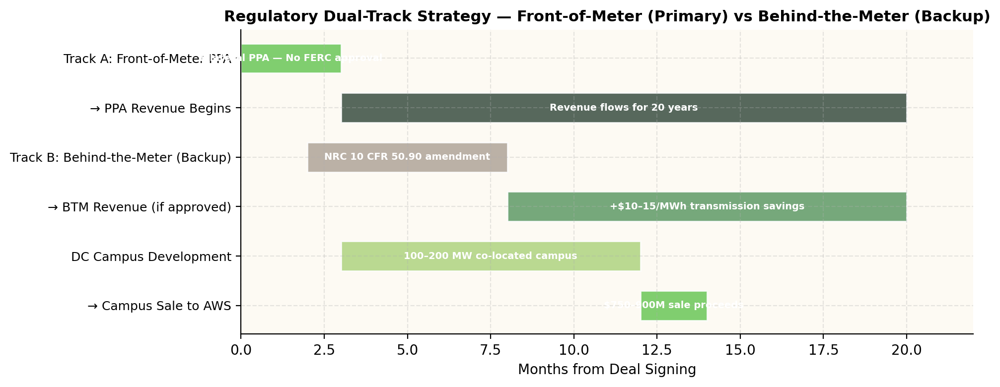 Regulatory Dual-Track Strategy — Front-of-Meter (Primary) vs Behind-the-Meter (Backup)
Track A: Front-of-Meter PPA
PPA — No FERC approval
→ PPA Revenue Begins
Revenue flows for 20 years
Track B: Behind-the-Meter (Backup)
NRC 10 CFR 50.90 amendment
→ BTM Revenue (if approved)
+$10–15/MWh transmission savings
DC Campus Development
100–200 MW co-located campus
→ Campus Sale to AWS
sale proceeds
0.0 2.5 5.0 7.5 10.0 12.5 15.0 17.5 20.0
Months from Deal Signing